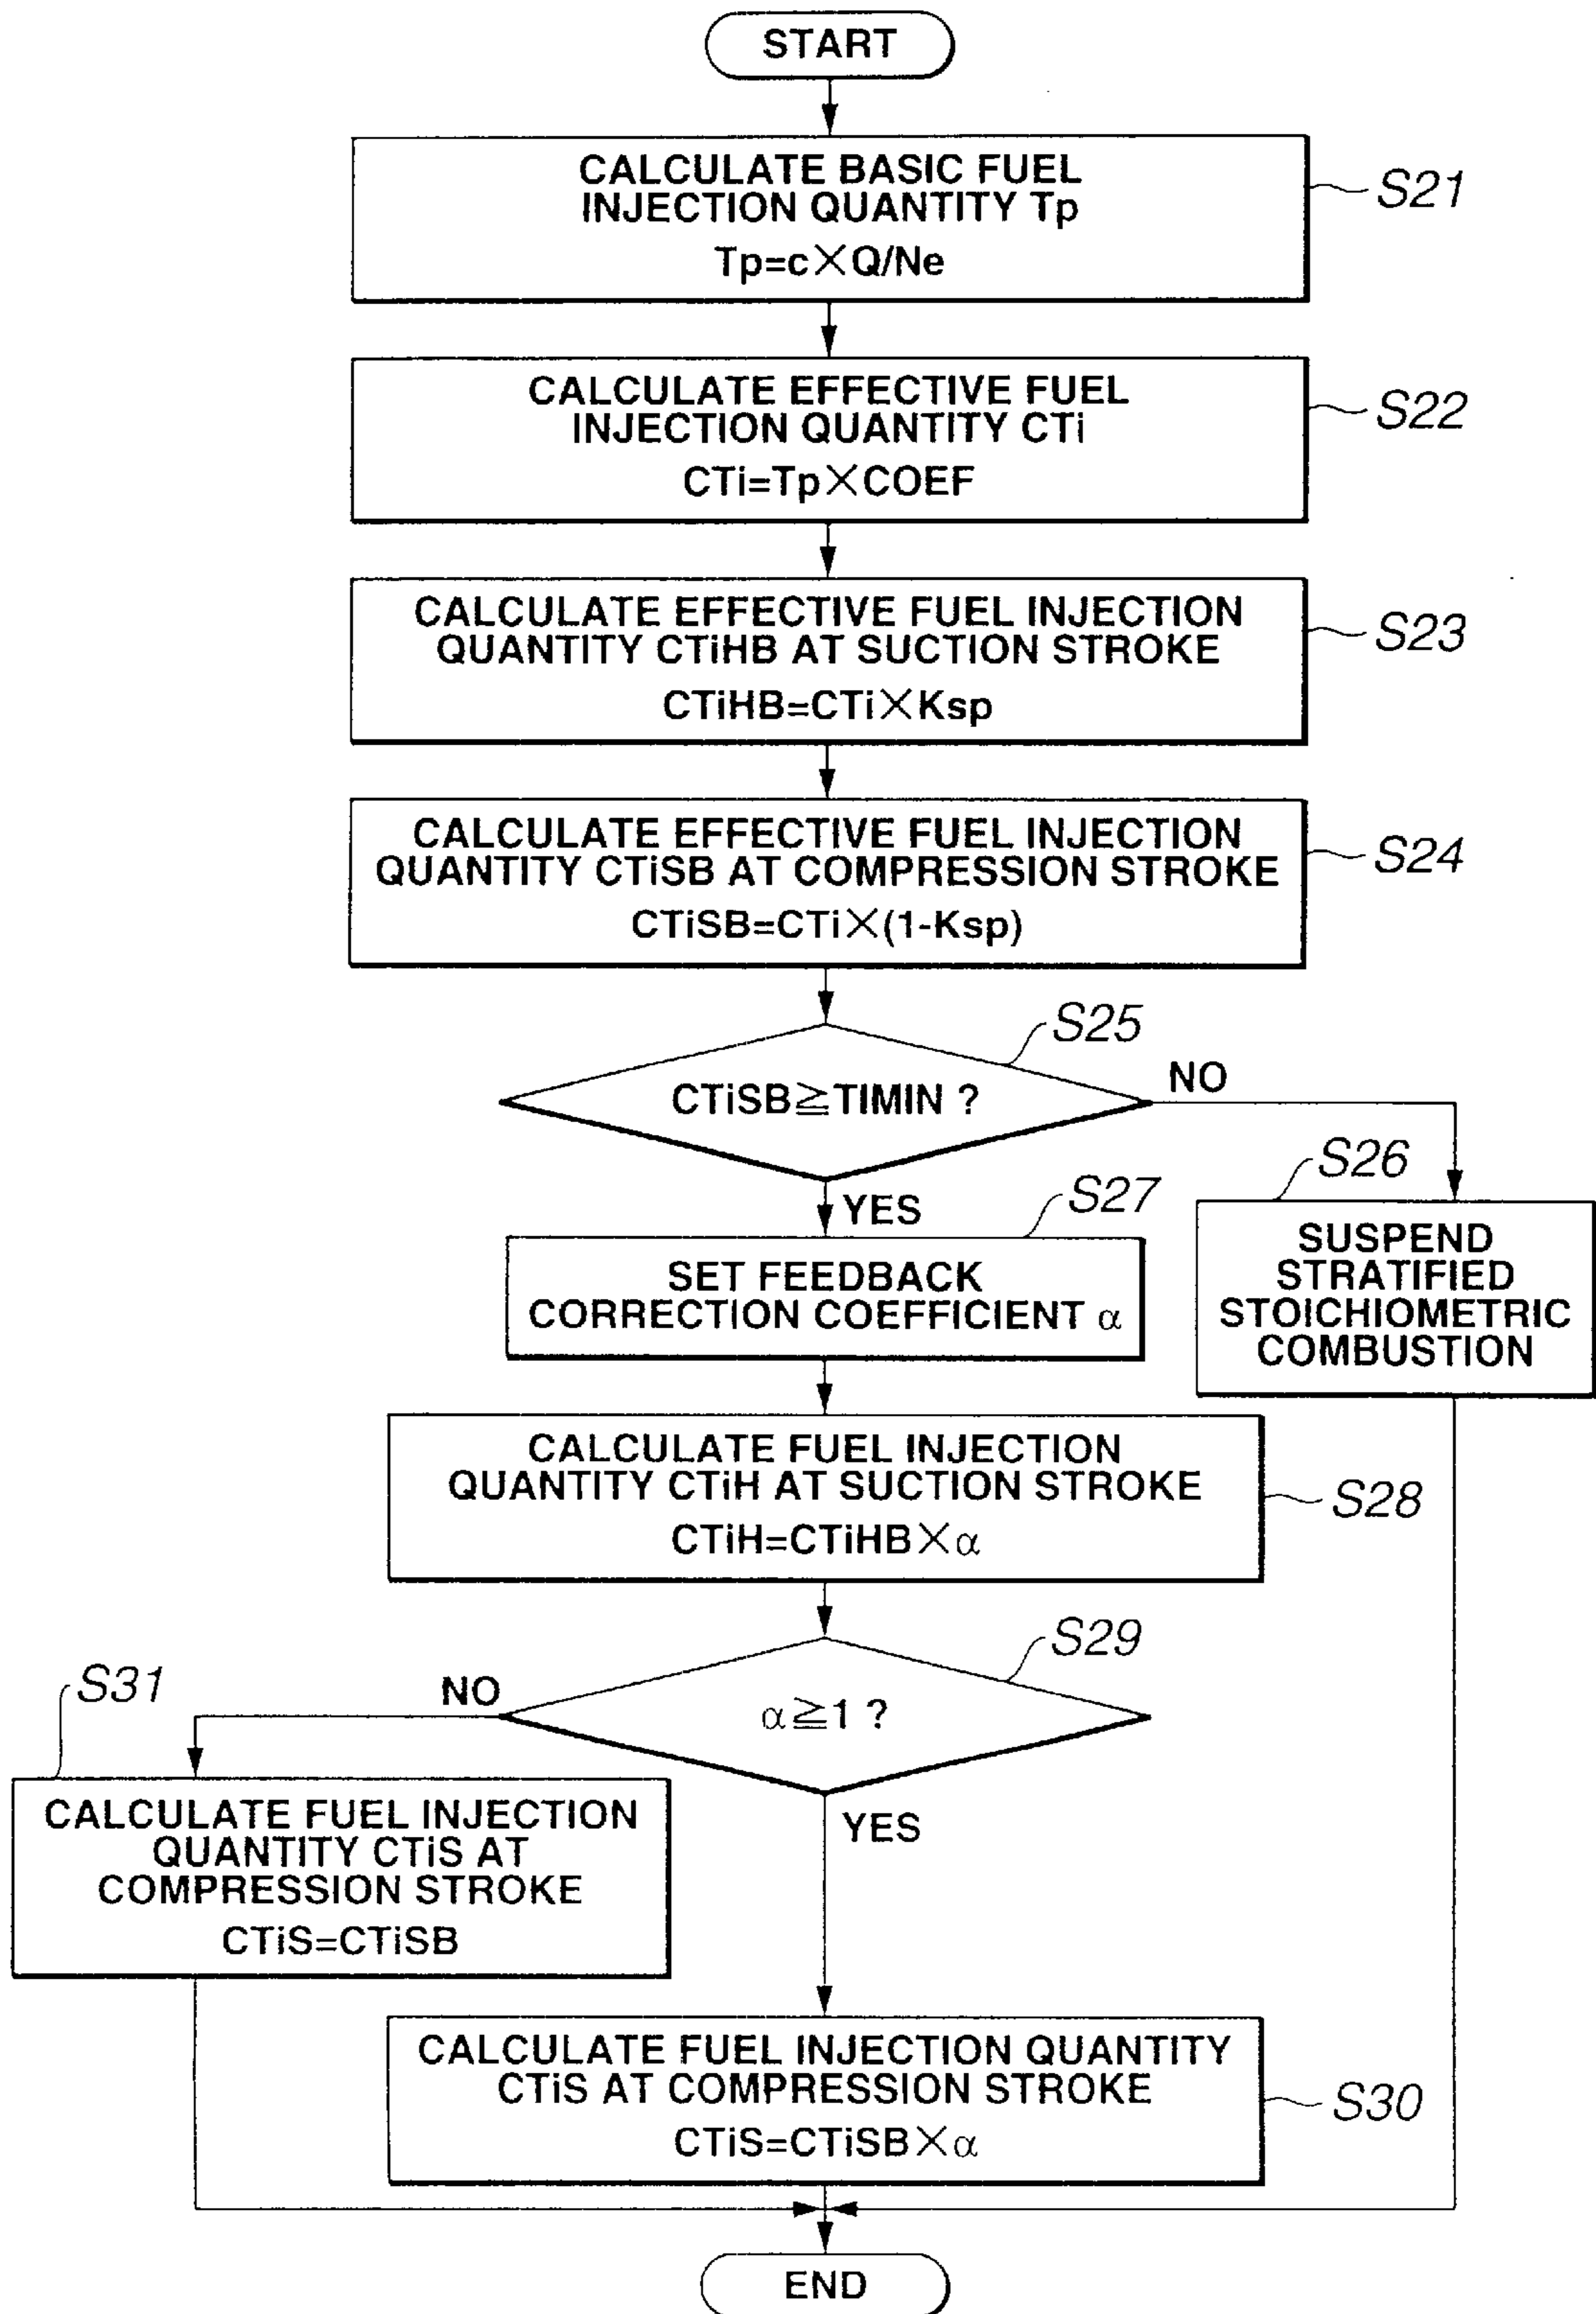 START
CALCULATE BASIC FUEL
INJECTION QUANTITY Tp
Tp=c×Q/Ne
S21
CALCULATE EFFECTIVE FUEL
INJECTION QUANTITY CTi
CTi=Tp×COEF
S22
CALCULATE EFFECTIVE FUEL INJECTION
QUANTITY CTiHB AT SUCTION STROKE
CTiHB=CTi×Ksp
S23
CALCULATE EFFECTIVE FUEL INJECTION
QUANTITY CTiSB AT COMPRESSION STROKE
CTiSB=CTi×(1-Ksp)
S24
S25
CTiSB≧TIMIN ?
NO
YES
S26
SUSPEND
STRATIFIED
STOICHIOMETRIC
COMBUSTION
S27
SET FEEDBACK
CORRECTION COEFFICIENT α
CALCULATE FUEL INJECTION
QUANTITY CTiH AT SUCTION STROKE
CTiH=CTiHB×α
S28
S29
α≧1 ?
NO
YES
S31
CALCULATE FUEL INJECTION
QUANTITY CTiS AT
COMPRESSION STROKE
CTiS=CTiSB
CALCULATE FUEL INJECTION QUANTITY
CTiS AT COMPRESSION STROKE
CTiS=CTiSB×α
S30
END